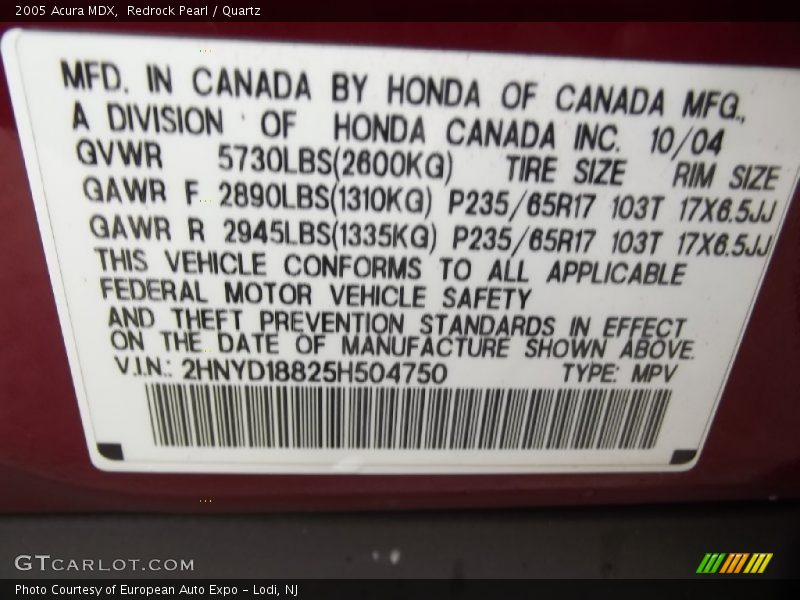 2005 Acura MDX, Redrock Pearl / Quartz
MFD. IN CANADA BY HONDA OF CANADA MFG.,
A DIVISION OF HONDA CANADA INC. 10/04
GVWR 5730LBS(2600KG) TIRE SIZE RIM SIZE
GAWR F 2890LBS(1310KG) P235/65R17 103T 17X6.5JJ
GAWR R 2945LBS(1335KG) P235/65R17 103T 17X6.5JJ
THIS VEHICLE CONFORMS TO ALL APPLICABLE
FEDERAL MOTOR VEHICLE SAFETY
AND THEFT PREVENTION STANDARDS IN EFFECT
ON THE DATE OF MANUFACTURE SHOWN ABOVE.
V.I.N.: 2HNYD18825H504750 TYPE: MPV
GTCARLOT.COM
Photo Courtesy of European Auto Expo - Lodi, NJ